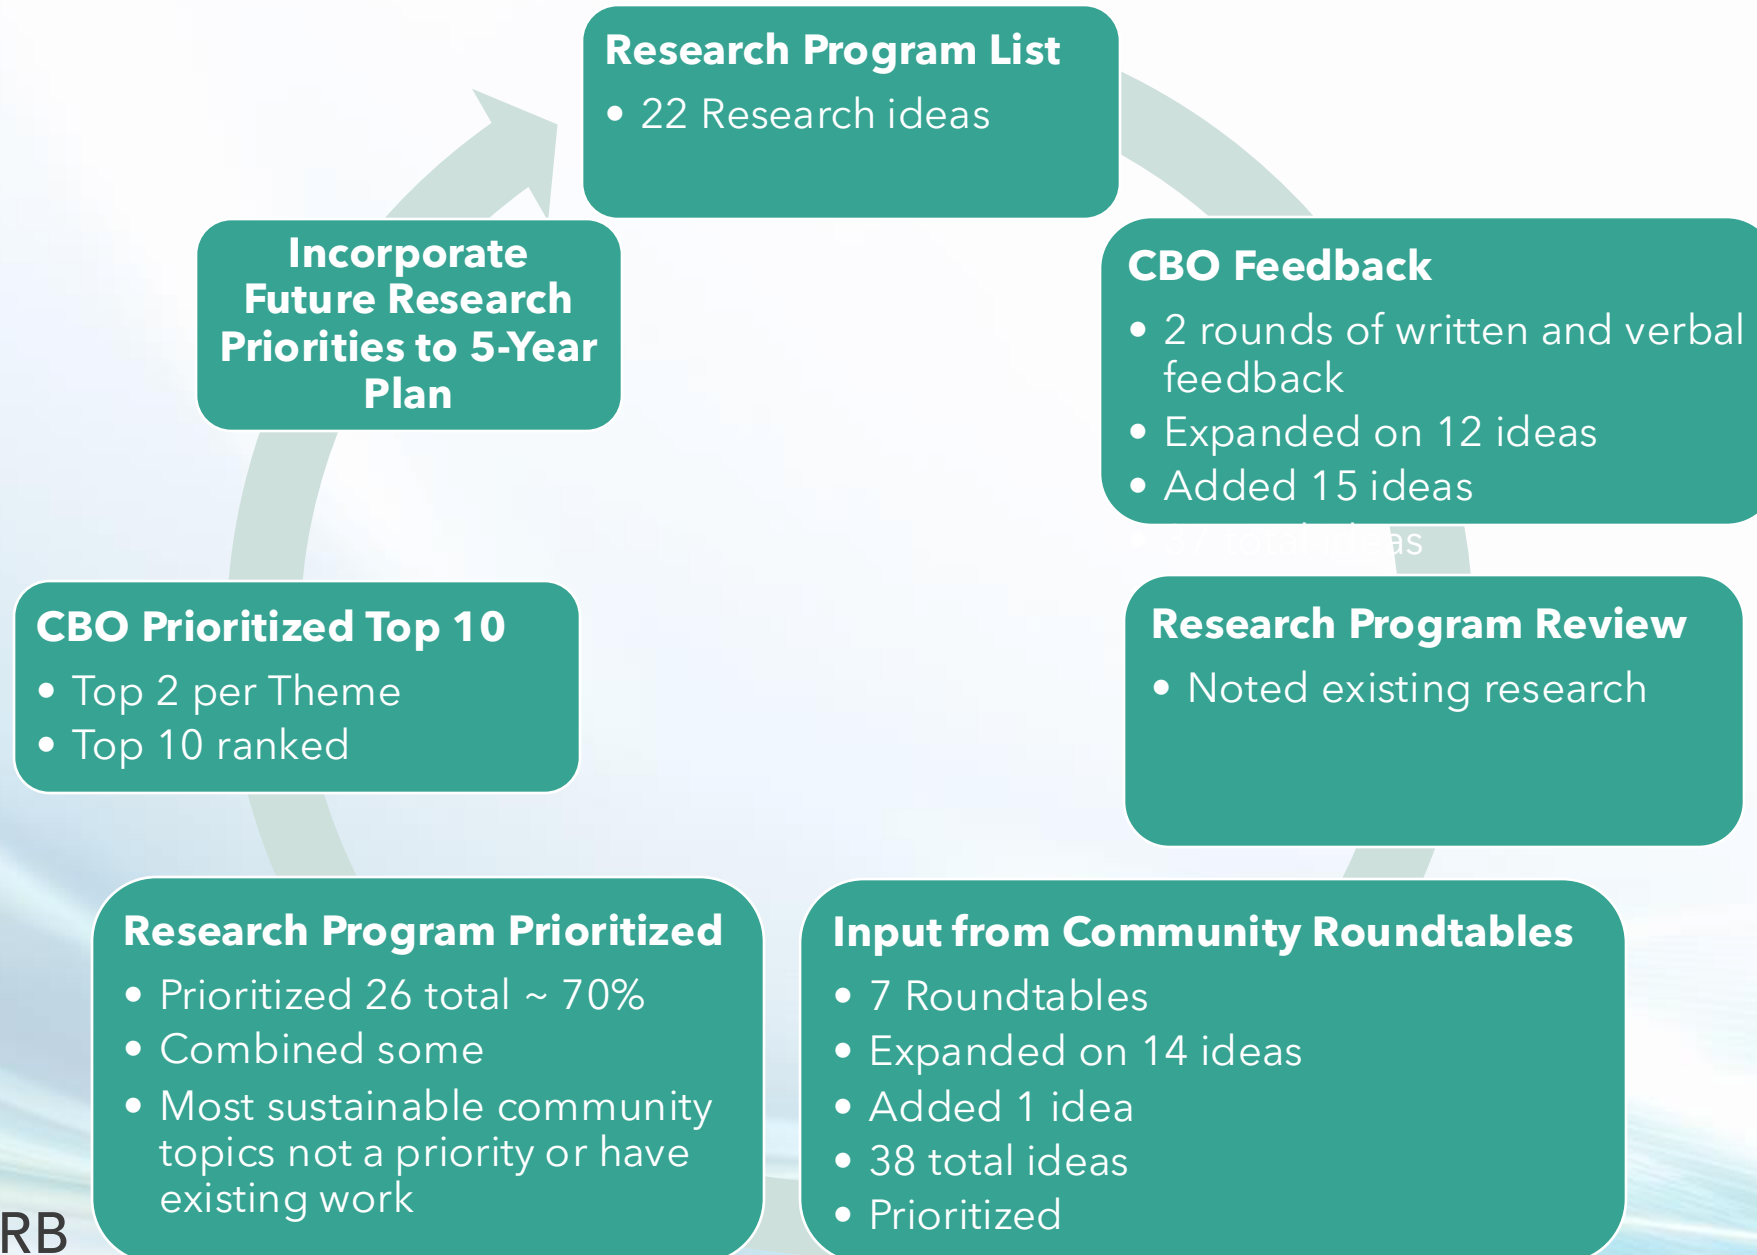 Research Program List
• 22 Research ideas
CBO Feedback
• 2 rounds of written and verbal
feedback
• Expanded on 12 ideas
• Added 15 ideas
• 37 total ideas
Research Program Review
• Noted existing research
Input from Community Roundtables
• 7 Roundtables
• Expanded on 14 ideas
• Added 1 idea
• 38 total ideas
• Prioritized
Research Program Prioritized
• Prioritized 26 total ~ 70%
• Combined some
• Most sustainable community
topics not a priority or have
existing work
CBO Prioritized Top 10
• Top 2 per Theme
• Top 10 ranked
Incorporate
Future Research
Priorities to 5-Year
Plan
RB